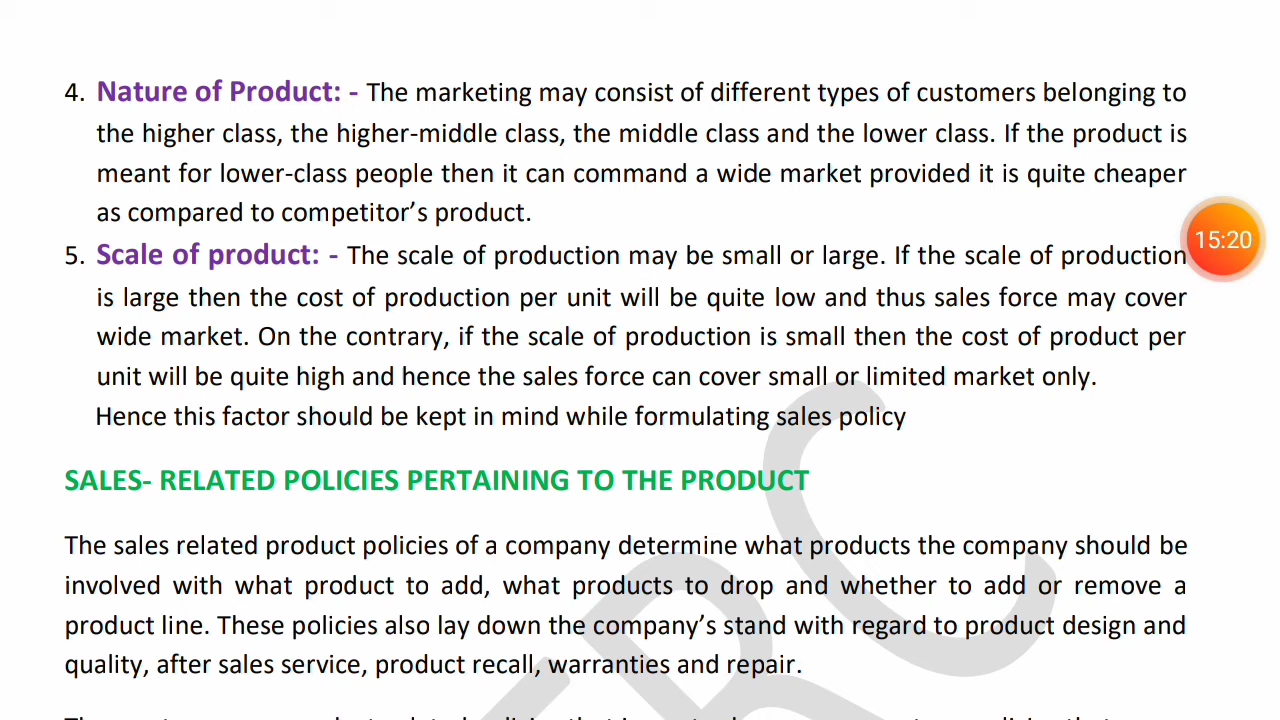 4. Nature of Product: - The marketing may consist of different types of customers belonging to
the higher class, the higher-middle class, the middle class and the lower class. If the product is
meant for lower-class people then it can command a wide market provided it is quite cheaper
as compared to competitor’s product.
15:20
5. Scale of product: - The scale of production may be small or large. If the scale of production
is large then the cost of production per unit will be quite low and thus sales force may cover
wide market. On the contrary, if the scale of production is small then the cost of product per
unit will be quite high and hence the sales force can cover small or limited market only.
Hence this factor should be kept in mind while formulating sales policy
SALES- RELATED POLICIES PERTAINING TO THE PRODUCT
The sales related product policies of a company determine what products the company should be
involved with what product to add, what products to drop and whether to add or remove a
product line. These policies also lay down the company’s stand with regard to product design and
quality, after sales service, product recall, warranties and repair.